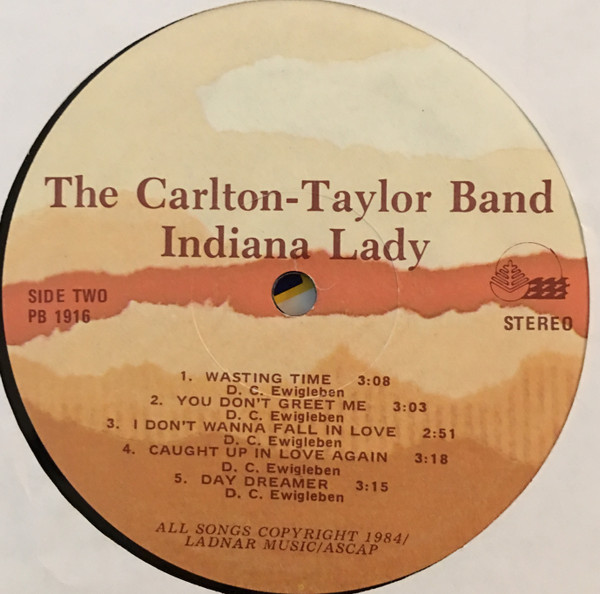 The Carlton-Taylor Band
Indiana Lady
SIDE TWO
PB 1916
STEREO
1. WASTING TIME 3:08
D. C. Ewigleben
2. YOU DON'T GREET ME 3:03
D. C. Ewigleben
3. I DON'T WANNA FALL IN LOVE 2:51
D. C. Ewigleben
4. CAUGHT UP IN LOVE AGAIN 3:18
D. C. Ewigleben
5. DAY DREAMER 3:15
D. C. Ewigleben
ALL SONGS COPYRIGHT 1984/
LADNAR MUSIC/ASCAP